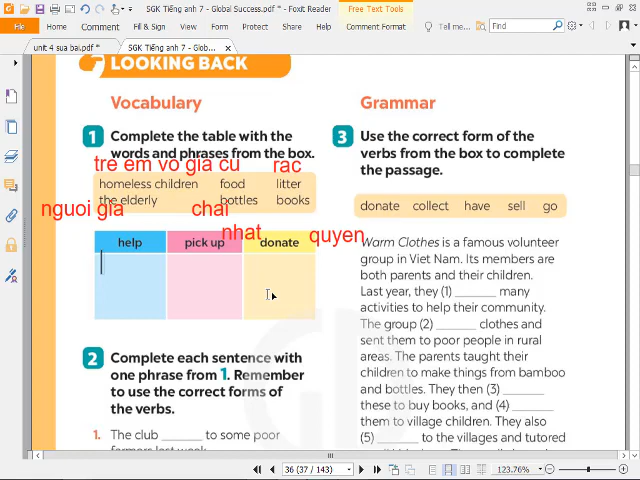 SGK Tiếng anh 7 - Global Success.pdf * - Foxit Reader
Free Text Tools
File Home Comment Fill & Sign View Form Protect Share Help Comment Format Tell me... Find
unit 4 sua bai.pdf * SGK Tiếng anh 7 - Glob...
LOOKING BACK
Vocabulary
1 Complete the table with the
words and phrases from the box.
tre em vo gia cu rac
homeless children food litter
the elderly bottles books
nguoi gia chai
nhat quyen
help pick up donate
2 Complete each sentence with
one phrase from 1. Remember
to use the correct forms of
the verbs.
1. The club ______ to some poor
farmers last week.
Grammar
3 Use the correct form of the
verbs from the box to complete
the passage.
donate collect have sell go
Warm Clothes is a famous volunteer
group in Viet Nam. Its members are
both parents and their children.
Last year, they (1) ______ many
activities to help their community.
The group (2) ______ clothes and
sent them to poor people in rural
areas. The parents taught their
children to make things from bamboo
and bottles. They then (3) ______
these to buy books, and (4) ______
them to village children. They also
(5) ______ to the villages and tutored
36 (37 / 143) 123.76%